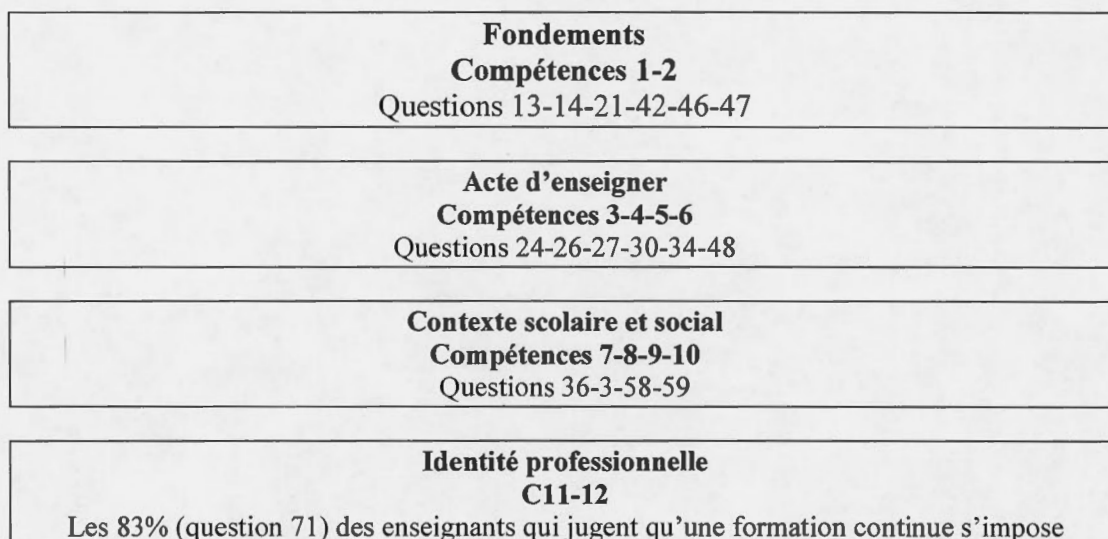 Fondements
Compétences 1-2
Questions 13-14-21-42-46-47
Acte d'enseigner
Compétences 3-4-5-6
Questions 24-26-27-30-34-48
Contexte scolaire et social
Compétences 7-8-9-10
Questions 36-3-58-59
Identité professionnelle
C11-12
Les 83% (question 71) des enseignants qui jugent qu'une formation continue s'impose